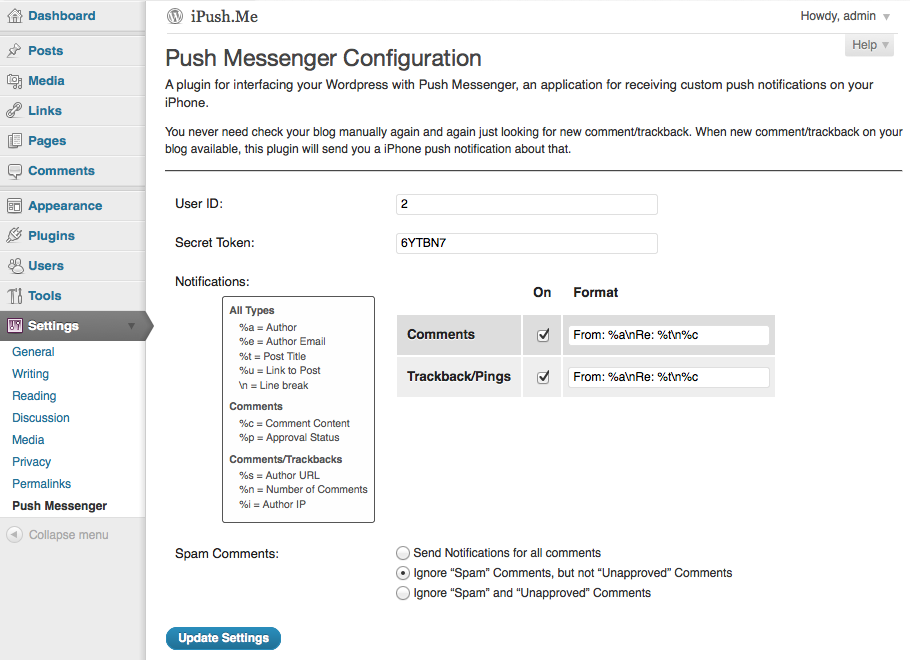 Dashboard
Posts
Media
Links
Pages
Comments
Appearance
Plugins
Users
Tools
Settings
General
Writing
Reading
Discussion
Media
Privacy
Permalinks
Push Messenger
Collapse menu
iPush.Me
Howdy, admin
Help
Push Messenger Configuration
A plugin for interfacing your Wordpress with Push Messenger, an application for receiving custom push notifications on your
iPhone.
You never need check your blog manually again and again just looking for new comment/trackback. When new comment/trackback on your
blog available, this plugin will send you a iPhone push notification about that.
User ID: 2
Secret Token: 6YTBN7
Notifications:
All Types
%a = Author
%e = Author Email
%t = Post Title
%u = Link to Post
\n = Line break
Comments
%c = Comment Content
%p = Approval Status
Comments/Trackbacks
%s = Author URL
%n = Number of Comments
%i = Author IP
On Format
Comments From: %a\nRe: %t\n%c
Trackback/Pings From: %a\nRe: %t\n%c
Spam Comments:
Send Notifications for all comments
Ignore “Spam” Comments, but not “Unapproved” Comments
Ignore “Spam” and “Unapproved” Comments
Update Settings